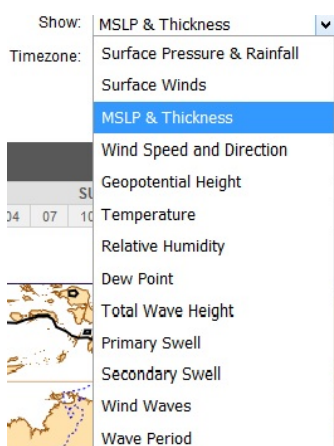 Show: MSLP & Thickness
Timezone: Surface Pressure & Rainfall
Surface Winds
MSLP & Thickness
Wind Speed and Direction
Geopotential Height
SU
04 07 10
Temperature
Relative Humidity
Dew Point
Total Wave Height
Primary Swell
Secondary Swell
Wind Waves
Wave Period